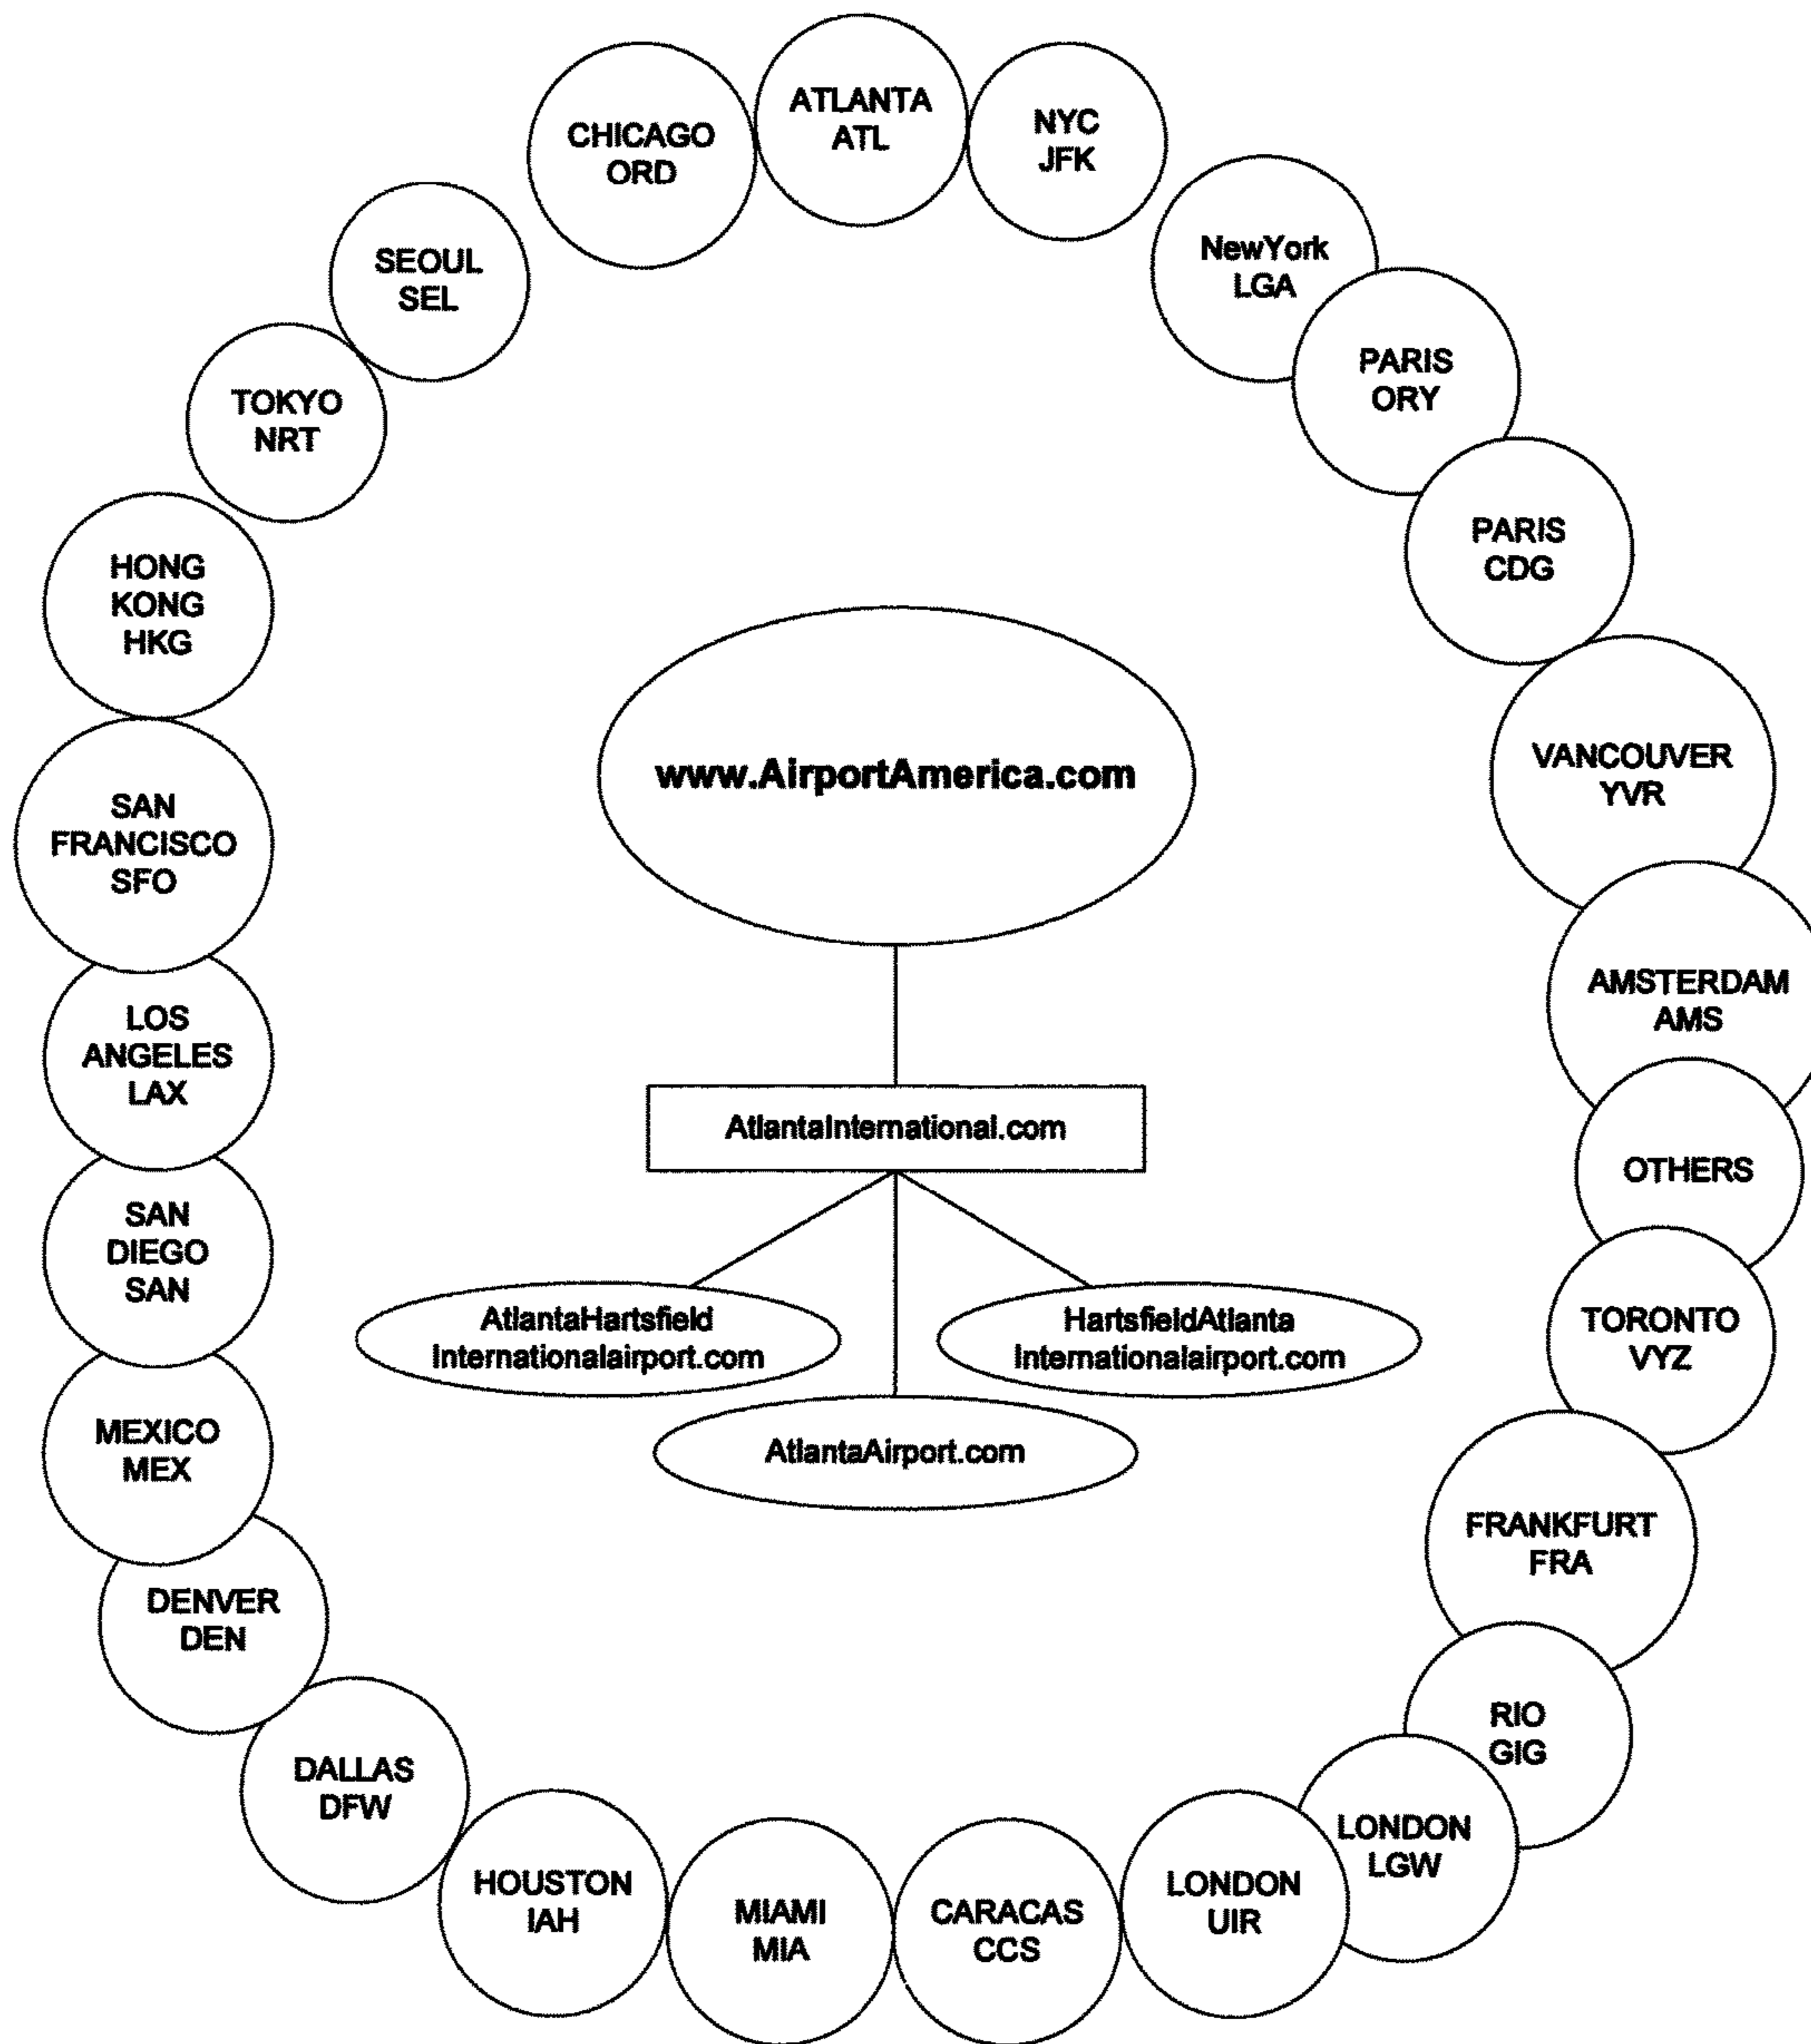 ATLANTA
ATL
NYC
JFK
NewYork
LGA
PARIS
ORY
PARIS
CDG
VANCOUVER
YVR
AMSTERDAM
AMS
OTHERS
TORONTO
VYZ
FRANKFURT
FRA
RIO
GIG
LONDON
LGW
LONDON
UIR
CARACAS
CCS
MIAMI
MIA
HOUSTON
IAH
DALLAS
DFW
DENVER
DEN
MEXICO
MEX
SAN
DIEGO
SAN
LOS
ANGELES
LAX
SAN
FRANCISCO
SFO
HONG
KONG
HKG
TOKYO
NRT
SEOUL
SEL
CHICAGO
ORD
www.AirportAmerica.com
AtlantaInternational.com
AtlantaHartsfield
Internationalairport.com
HartsfieldAtlanta
Internationalairport.com
AtlantaAirport.com